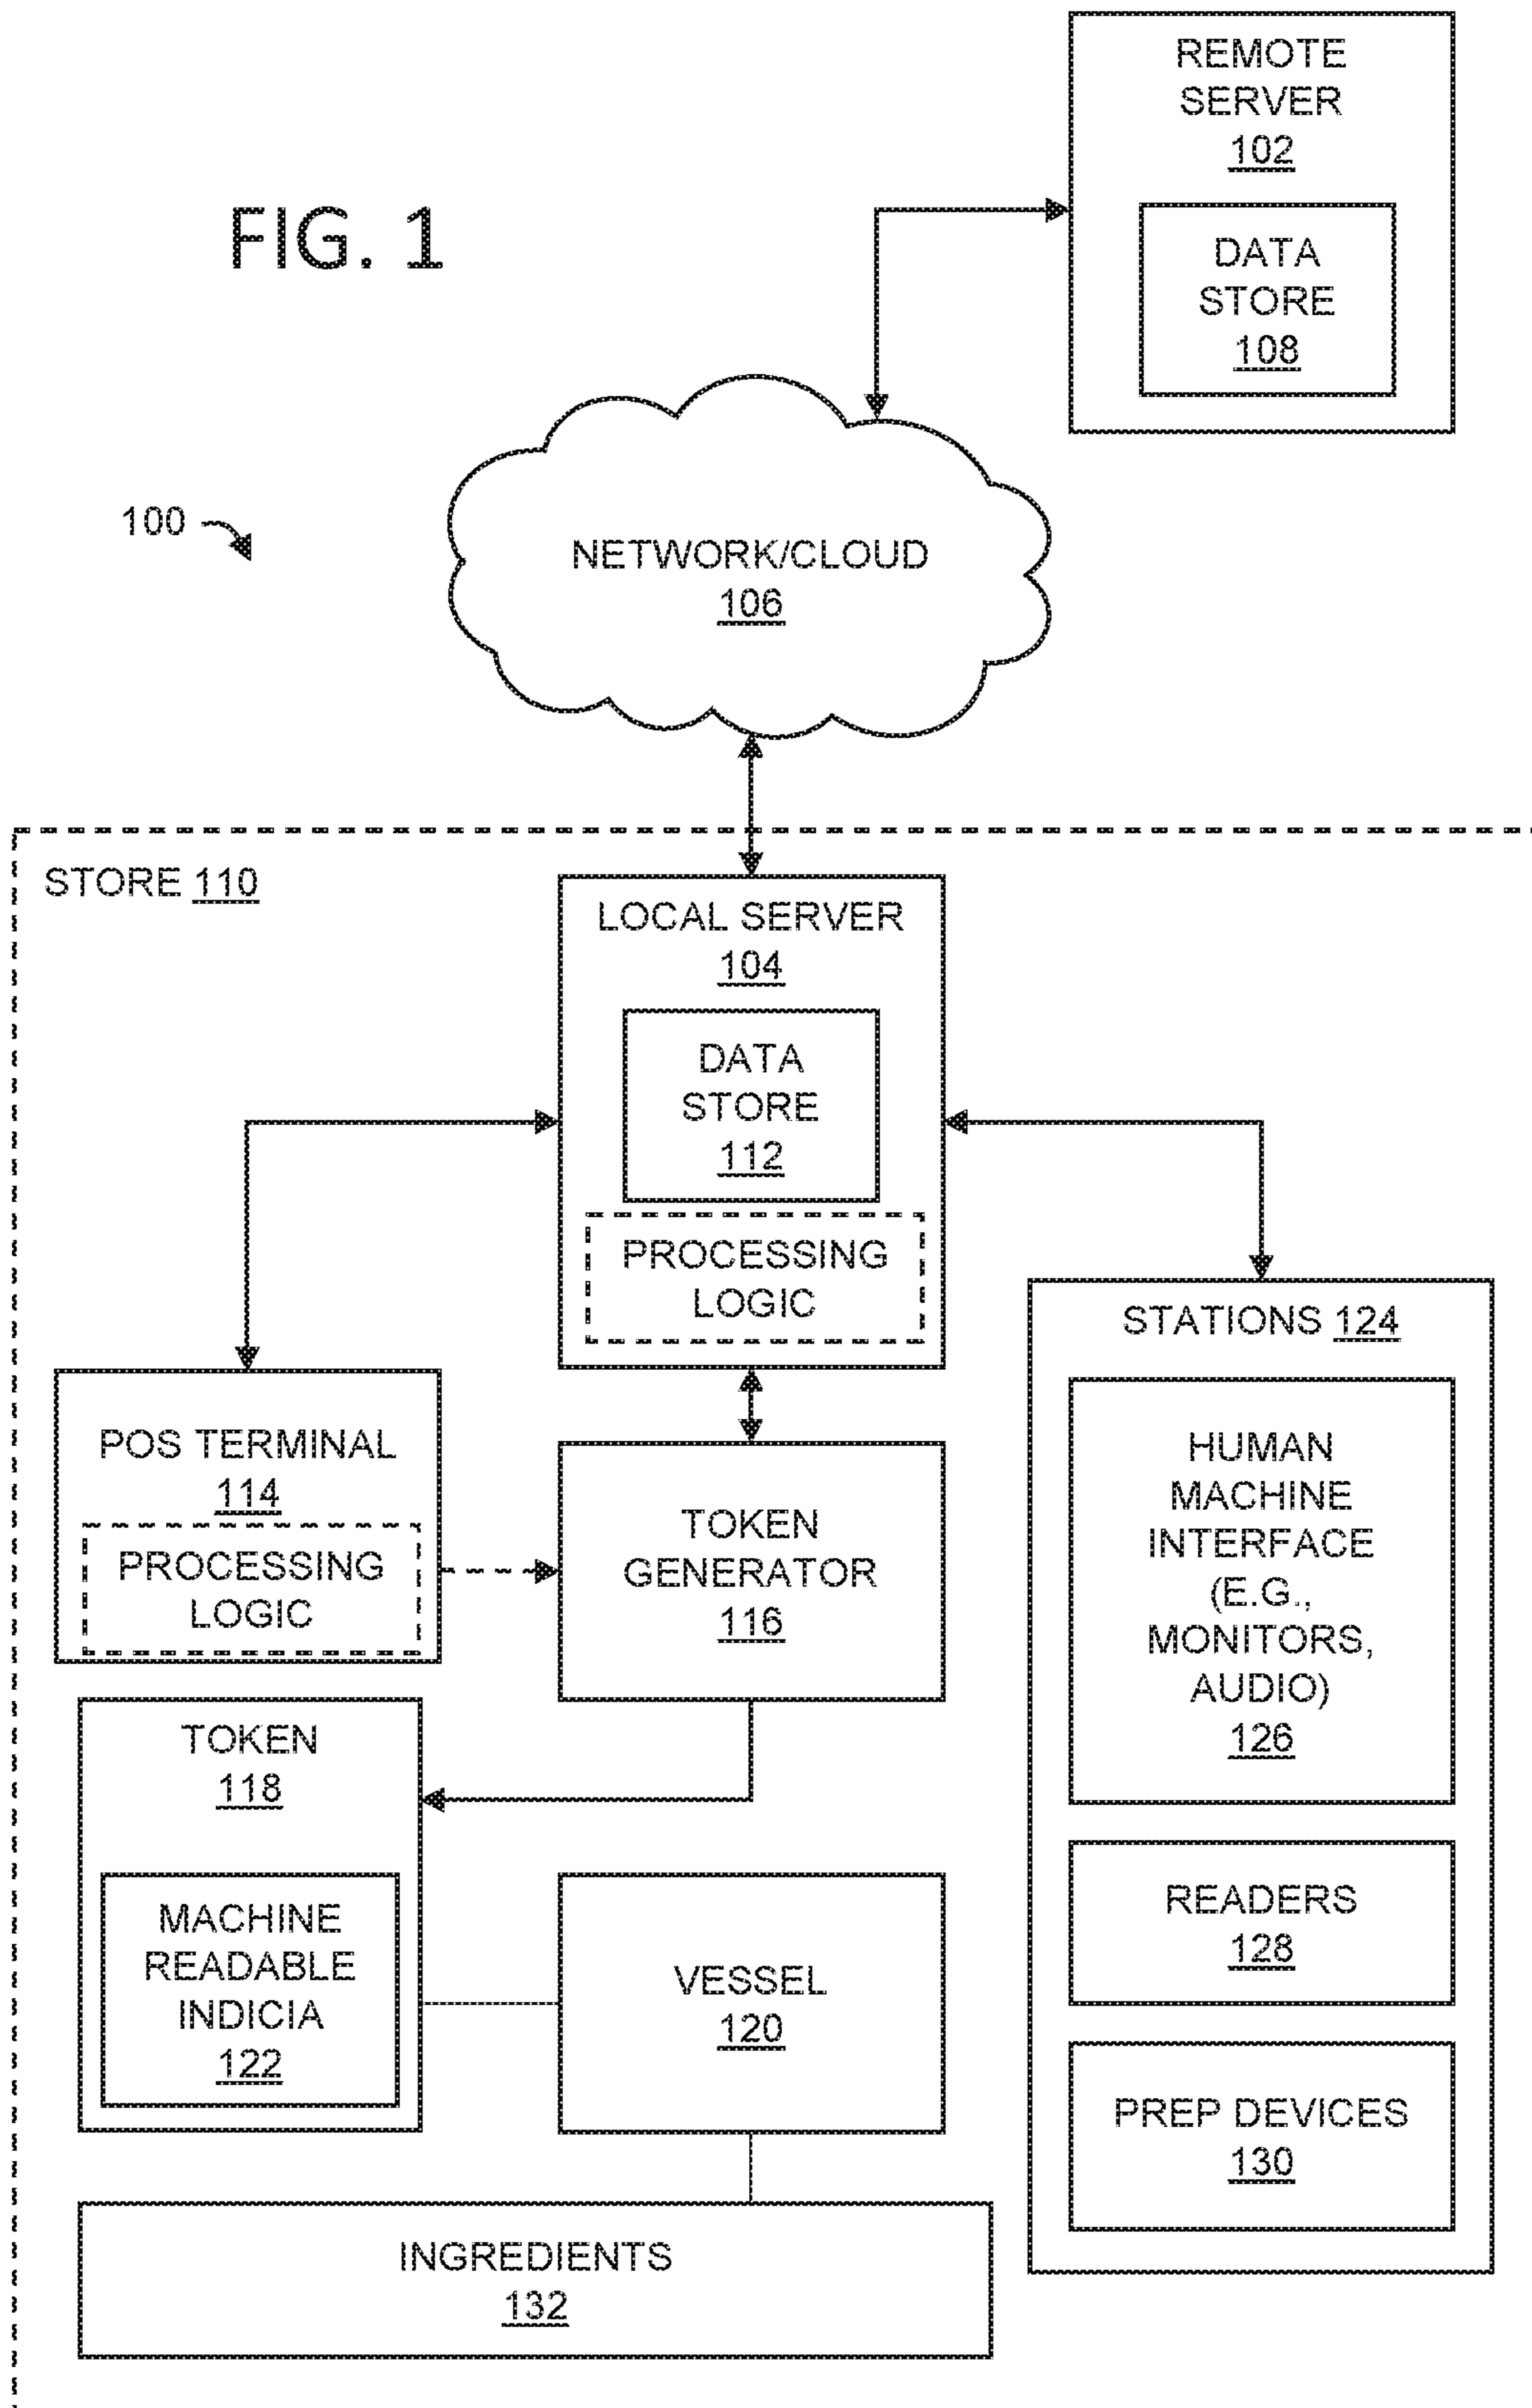 REMOTE
SERVER
102
DATA
STORE
108
FIG. 1
100
NETWORK/CLOUD
106
STORE 110
LOCAL SERVER
104
DATA
STORE
112
PROCESSING
LOGIC
POS TERMINAL
114
PROCESSING
LOGIC
TOKEN
GENERATOR
116
STATIONS 124
HUMAN
MACHINE
INTERFACE
(E.G.,
MONITORS,
AUDIO)
126
READERS
128
PREP DEVICES
130
TOKEN
118
MACHINE
READABLE
INDICIA
122
VESSEL
120
INGREDIENTS
132